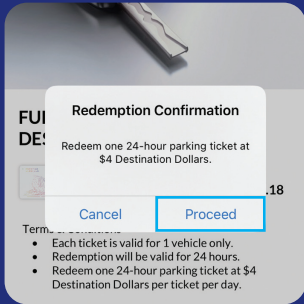 FU
DES
Redemption Confirmation
Redeem one 24-hour parking ticket at
$4 Destination Dollars.
.18
Cancel
Proceed
Terms & Conditions
• Each ticket is valid for 1 vehicle only.
• Redemption will be valid for 24 hours.
• Redeem one 24-hour parking ticket at $4
Destination Dollars per ticket per day.